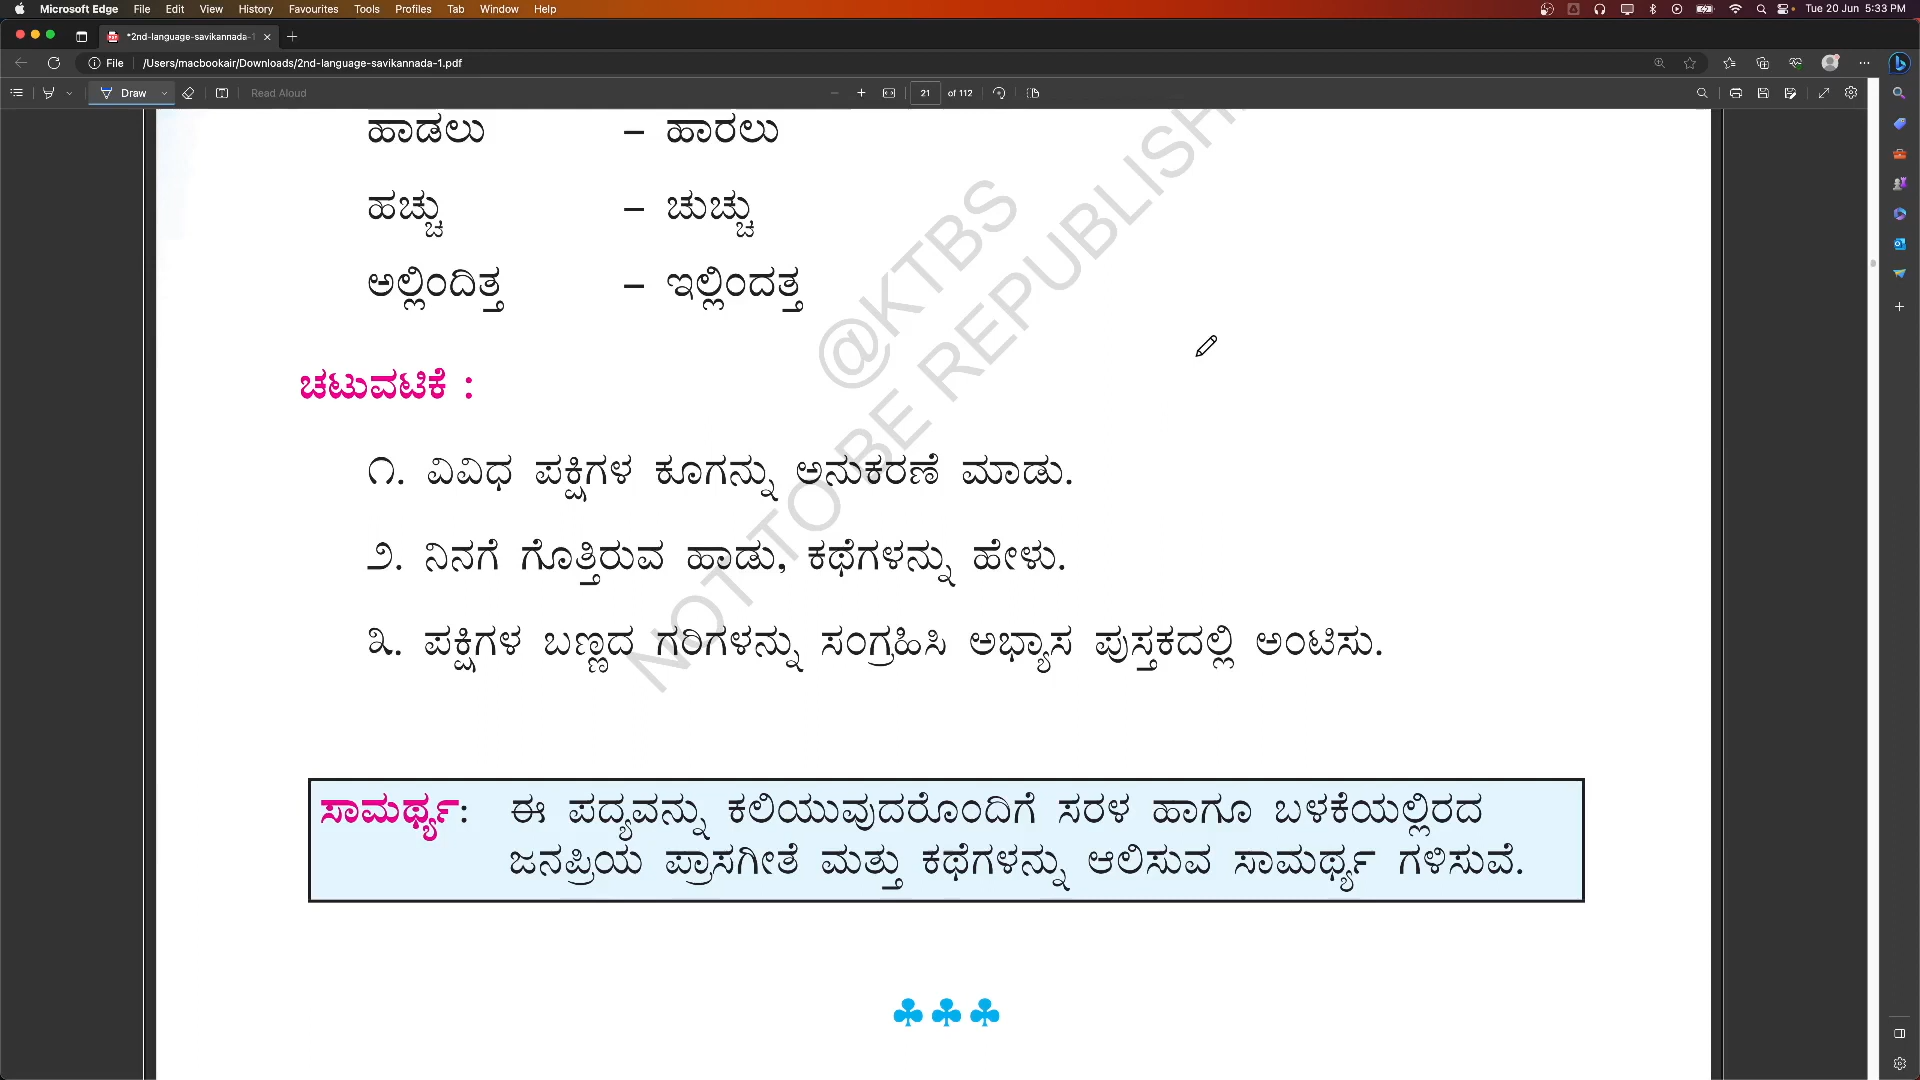 Microsoft Edge File Edit View History Favourites Tools Profiles Tab Window Help Tue 20 Jun 5:33 PM
*2nd-language-savikannada-1
File /Users/macbookair/Downloads/2nd-language-savikannada-1.pdf
Draw Read Aloud 21 of 112
ಹಾಡಲು – ಹಾರಲು
ಹಚ್ಚು – ಚುಚ್ಚು
ಅಲ್ಲಿಂದಿತ್ತ – ಇಲ್ಲಿಂದತ್ತ
@KTBS
NOT TO BE REPUBLISH
ಚಟುವಟಿಕೆ :
೧. ವಿವಿಧ ಪಕ್ಷಿಗಳ ಕೂಗನ್ನು ಅನುಕರಣೆ ಮಾಡು.
೨. ನಿನಗೆ ಗೊತ್ತಿರುವ ಹಾಡು, ಕಥೆಗಳನ್ನು ಹೇಳು.
೩. ಪಕ್ಷಿಗಳ ಬಣ್ಣದ ಗರಿಗಳನ್ನು ಸಂಗ್ರಹಿಸಿ ಅಭ್ಯಾಸ ಪುಸ್ತಕದಲ್ಲಿ ಅಂಟಿಸು.
ಸಾಮರ್ಥ್ಯ: ಈ ಪದ್ಯವನ್ನು ಕಲಿಯುವುದರೊಂದಿಗೆ ಸರಳ ಹಾಗೂ ಬಳಕೆಯಲ್ಲಿರದ
ಜನಪ್ರಿಯ ಪ್ರಾಸಗೀತೆ ಮತ್ತು ಕಥೆಗಳನ್ನು ಆಲಿಸುವ ಸಾಮರ್ಥ್ಯ ಗಳಿಸುವೆ.